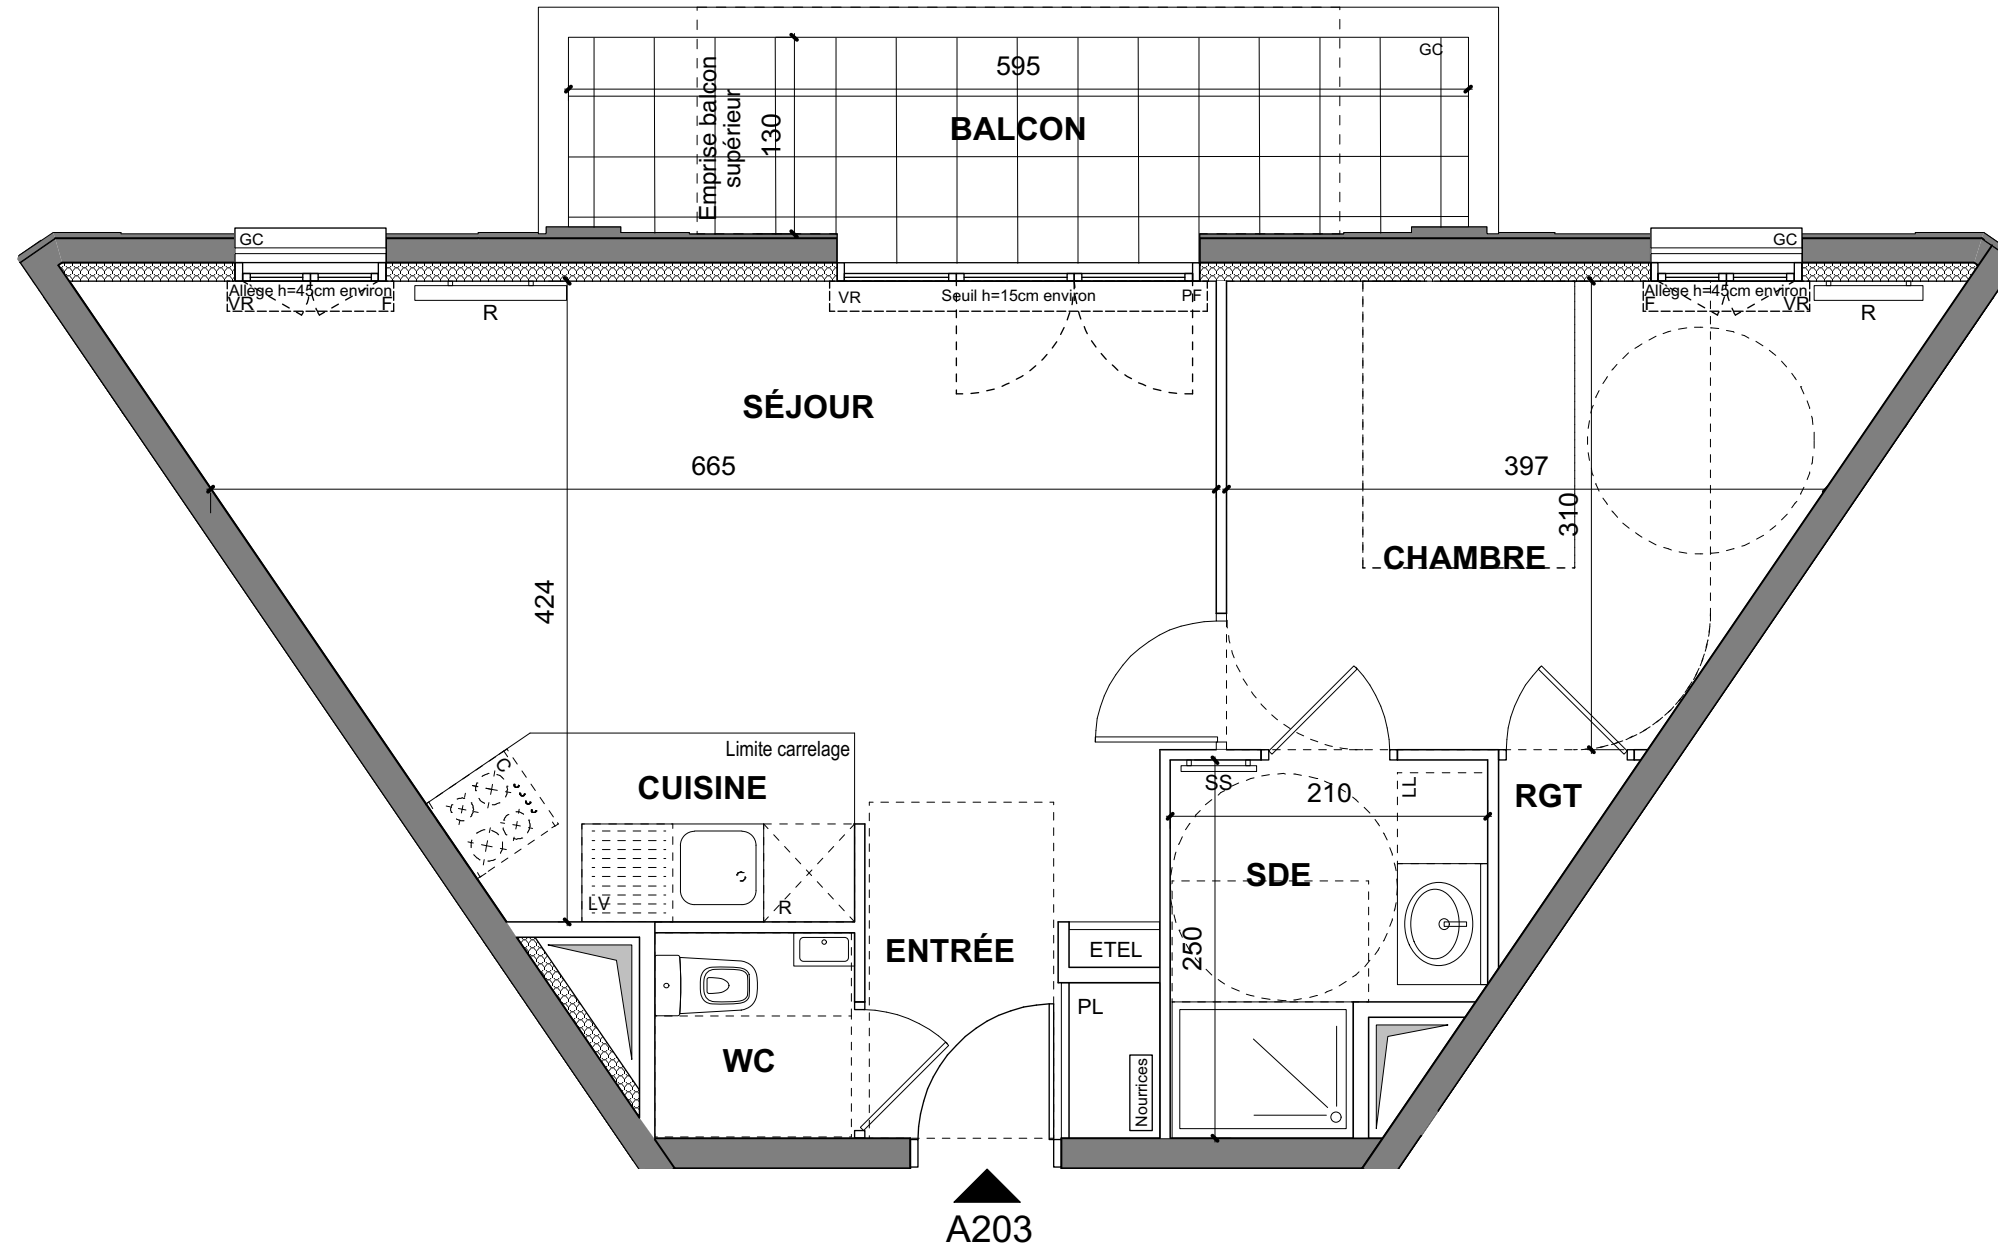 GC
595
Emprise balcon
supérieur
130
BALCON
GC
GC
Allège h=45cm environ
VR
F
R
VR
Seuil h=15cm environ
PF
Allège h=45cm environ
F
VR
R
SÉJOUR
665
397
310
CHAMBRE
424
Limite carrelage
C
CUISINE
SS
210
LL
RGT
SDE
LV
R
ENTRÉE
ETEL
250
PL
WC
Nourrices
A203